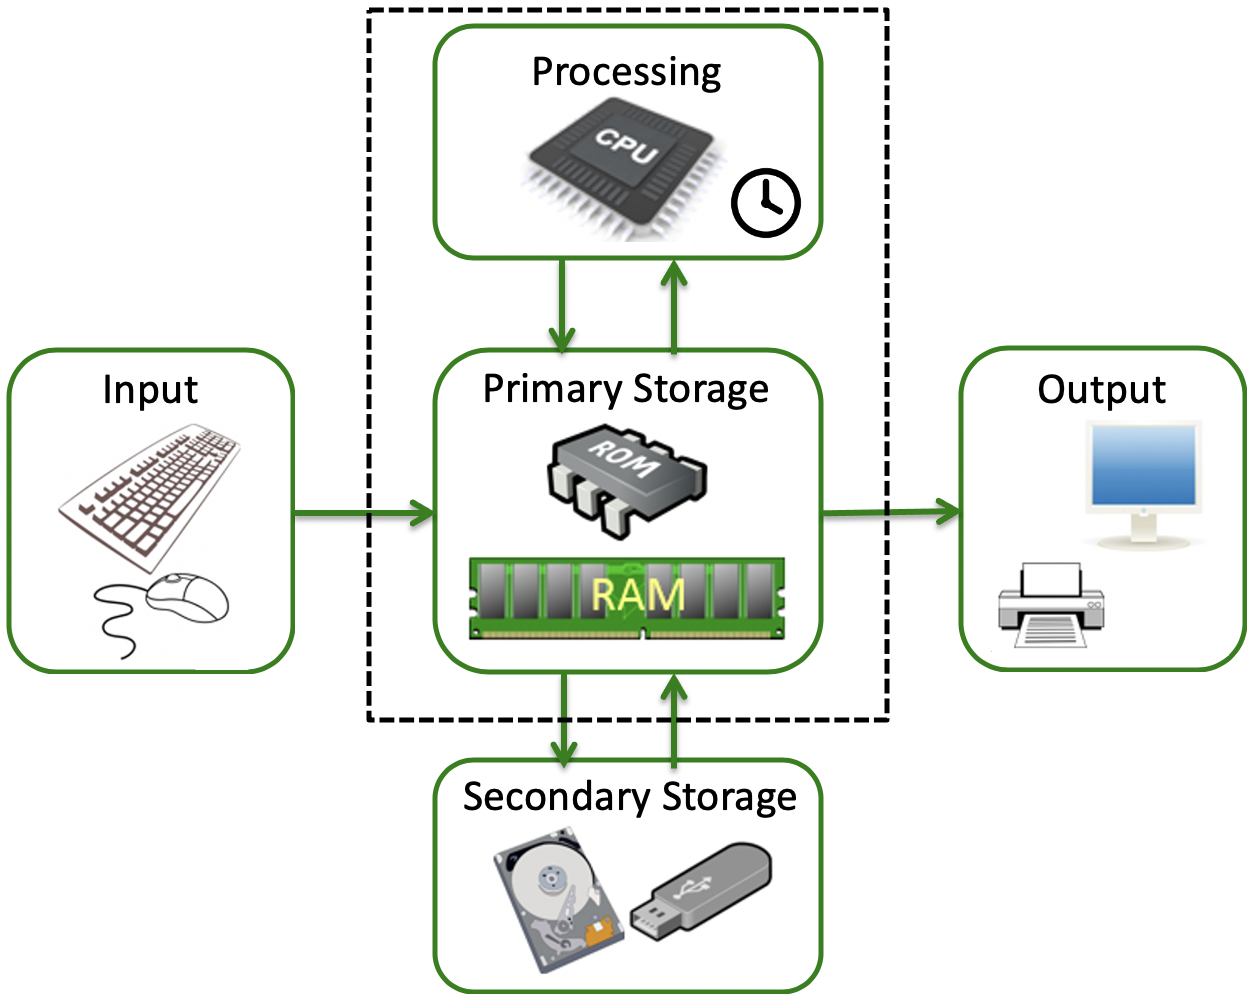 Processing
CPU
Input
Primary Storage
Output
ROM
RAM
Secondary Storage